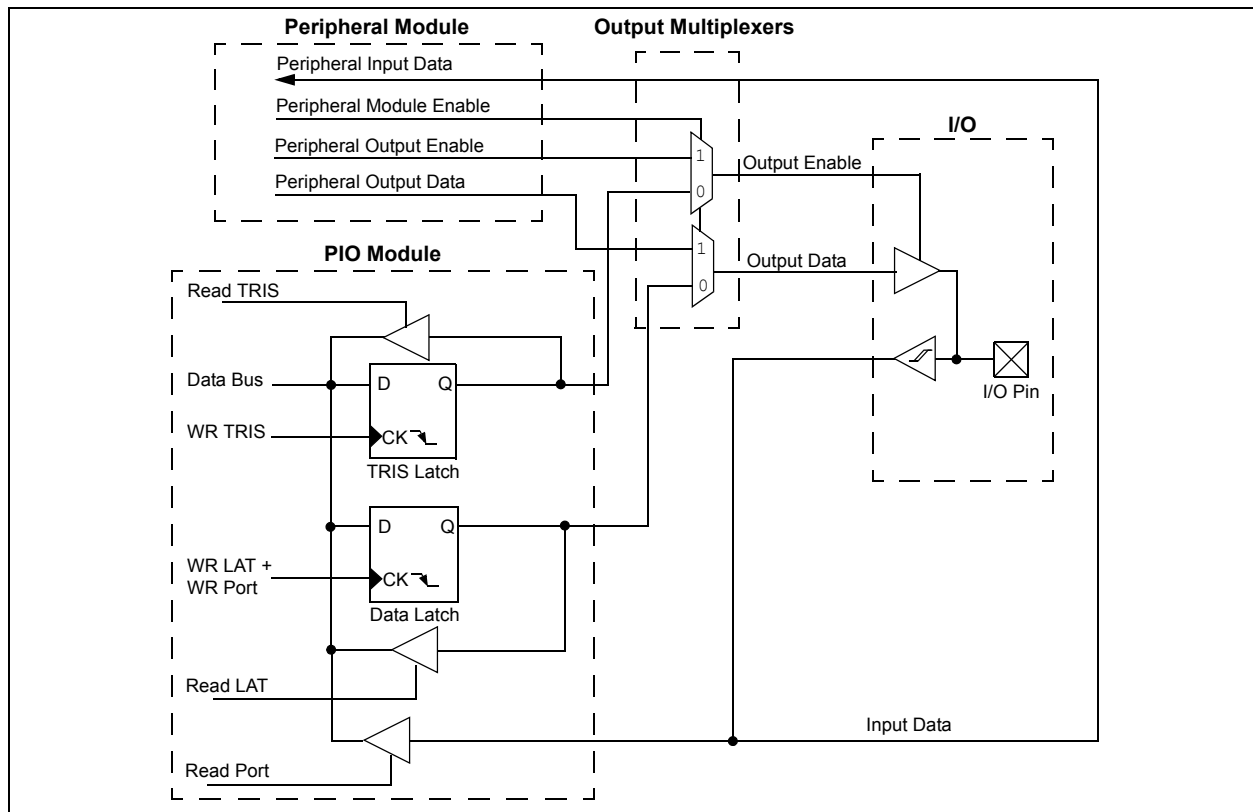 Peripheral Module
Output Multiplexers
Peripheral Input Data
Peripheral Module Enable
I/O
Peripheral Output Enable
1
Output Enable
Peripheral Output Data
0
PIO Module
1
Output Data
Read TRIS
0
Data Bus
D
Q
I/O Pin
WR TRIS
CK
TRIS Latch
D
Q
WR LAT +
WR Port
CK
Data Latch
Read LAT
Input Data
Read Port